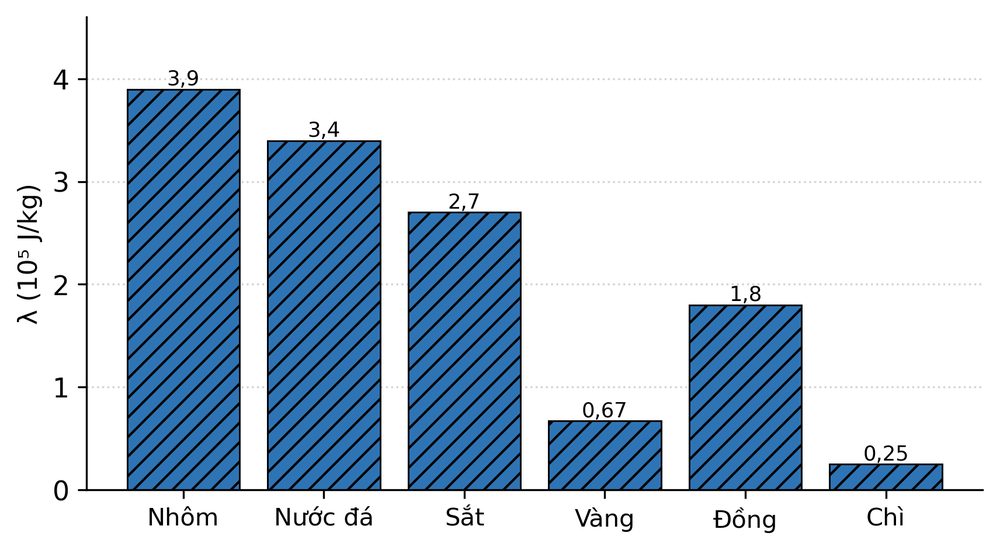 λ (10⁵ J/kg)
4
3
2
1
0
3,9
3,4
2,7
0,67
1,8
0,25
Nhôm
Nước đá
Sắt
Vàng
Đồng
Chì